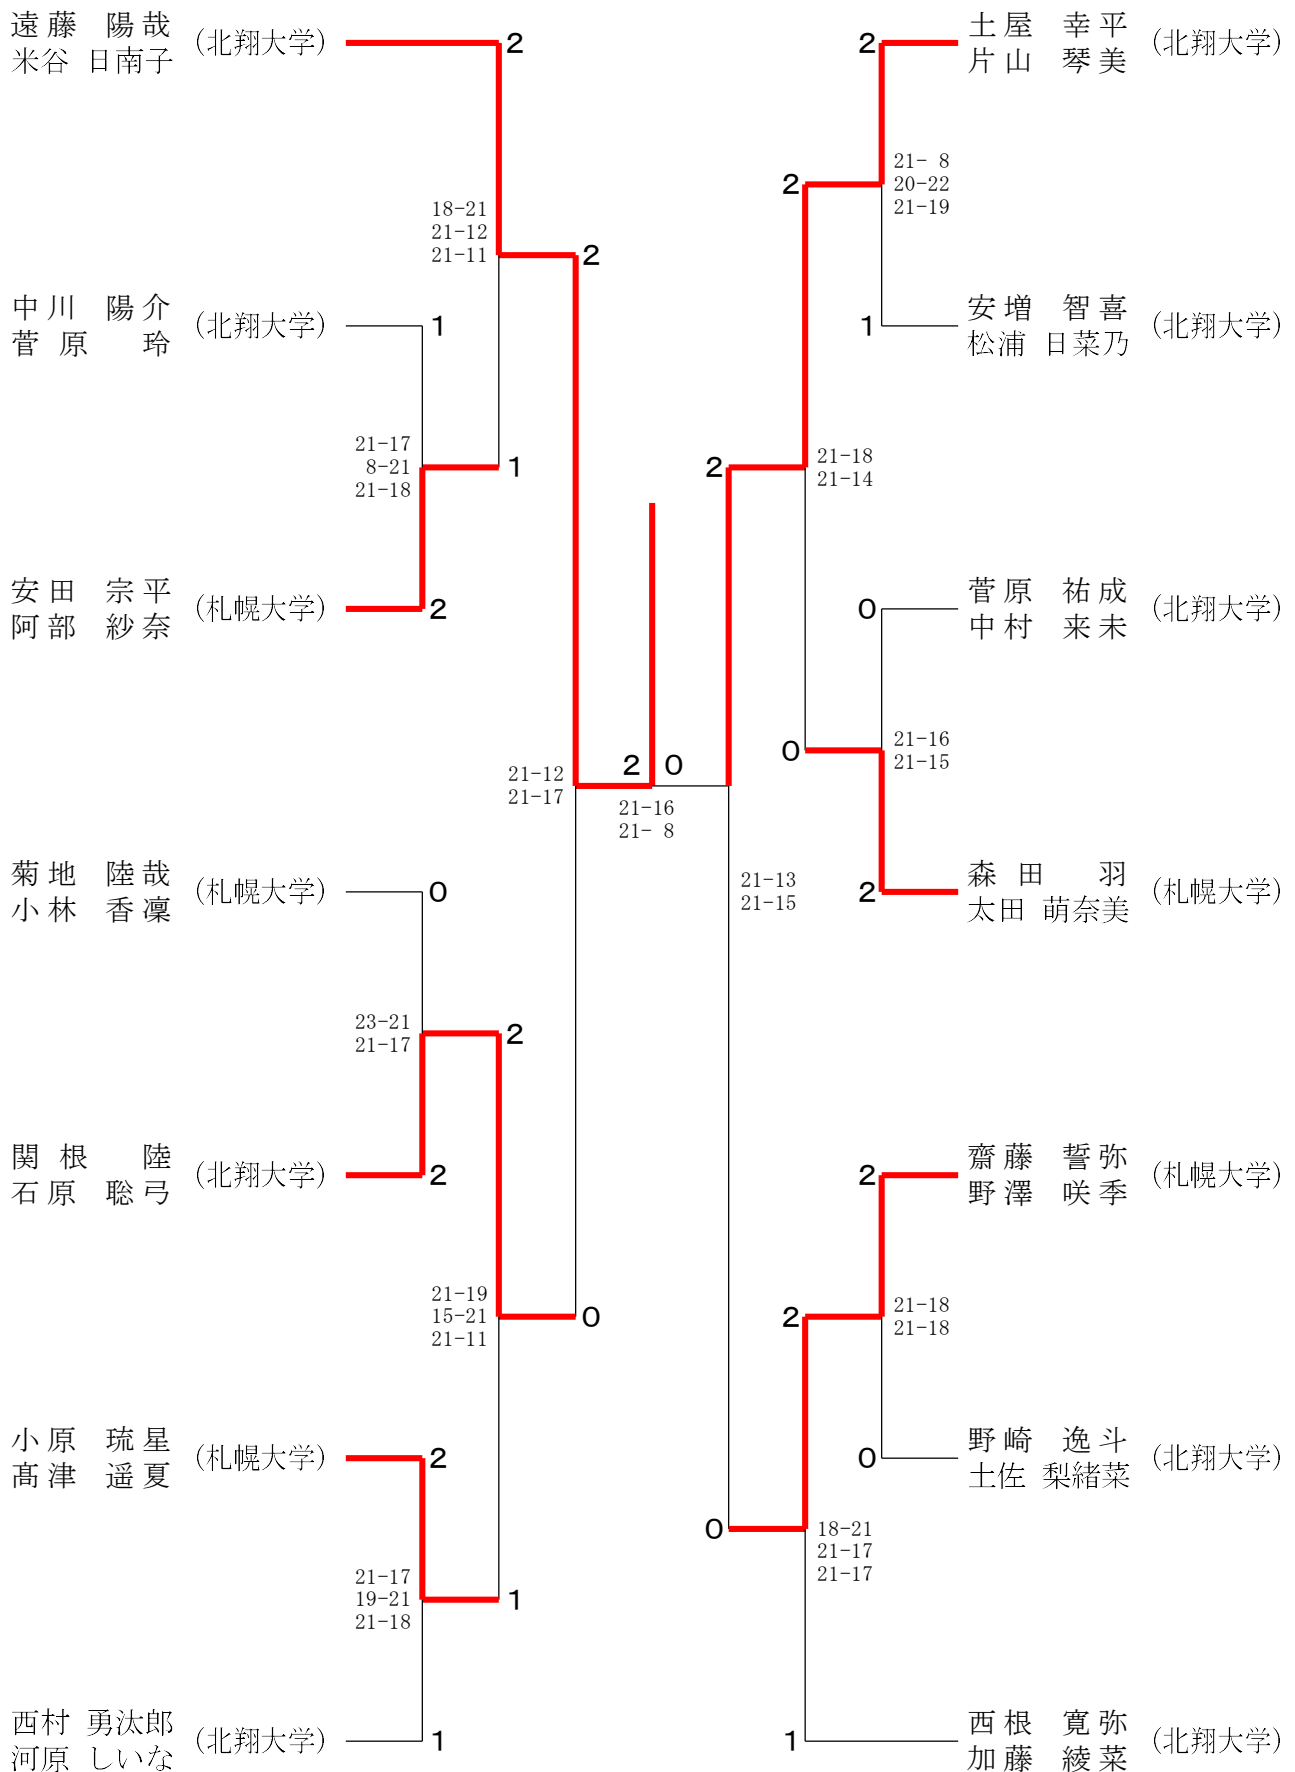 遠藤 陽哉
米谷 日南子
(北翔大学)
2
18-21
21-12
21-11
2
中川 陽介
菅原 玲
(北翔大学)
1
21-17
8-21
21-18
1
安田 宗平
阿部 紗奈
(札幌大学)
2
21-12
21-17
菊地 陸哉
小林 香凜
(札幌大学)
0
23-21
21-17
2
関根 陸
石原 聡弓
(北翔大学)
2
21-19
15-21
21-11
0
小原 琉星
髙津 遥夏
(札幌大学)
2
21-17
19-21
21-18
1
西村 勇汰郎
河原 しいな
(北翔大学)
1
2 0
21-16
21- 8
土屋 幸平
片山 琴美
(北翔大学)
2
21- 8
20-22
21-19
2
安増 智喜
松浦 日菜乃
(北翔大学)
1
2
21-18
21-14
菅原 祐成
中村 来未
(北翔大学)
0
21-16
21-15
0
森田 羽
太田 萌奈美
(札幌大学)
2
21-13
21-15
齋藤 誓弥
野澤 咲季
(札幌大学)
2
21-18
21-18
2
野崎 逸斗
土佐 梨緒菜
(北翔大学)
0
0
18-21
21-17
21-17
西根 寛弥
加藤 綾菜
(北翔大学)
1